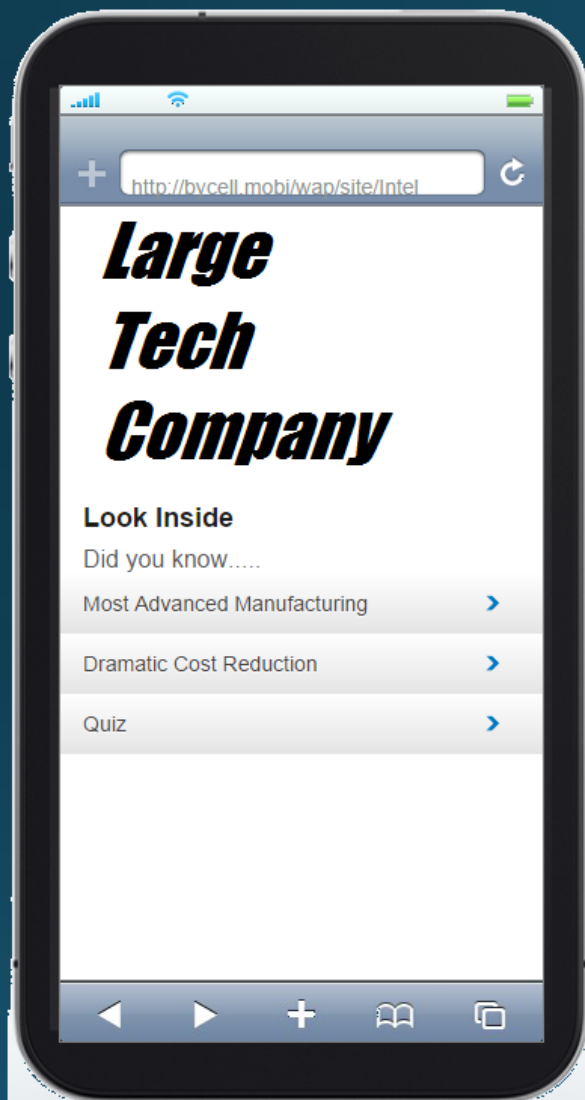 http://bycell.mobi/wap/site/Intel
Large
Tech
Company
Look Inside
Did you know.....
Most Advanced Manufacturing
Dramatic Cost Reduction
Quiz